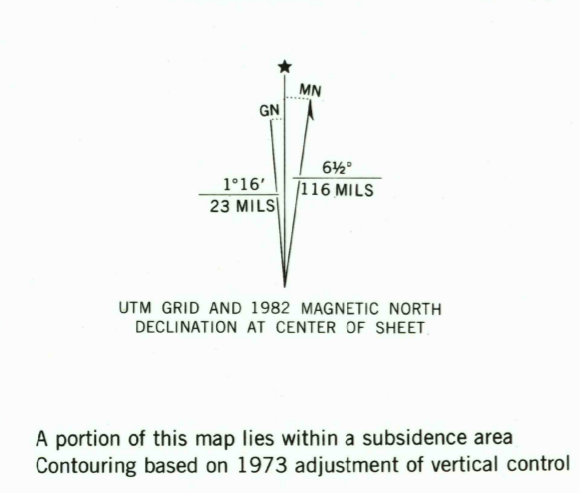 ★
MN
GN
6½°
116 MILS
1°16′
23 MILS
UTM GRID AND 1982 MAGNETIC NORTH
DECLINATION AT CENTER OF SHEET
A portion of this map lies within a subsidence area
Contouring based on 1973 adjustment of vertical control